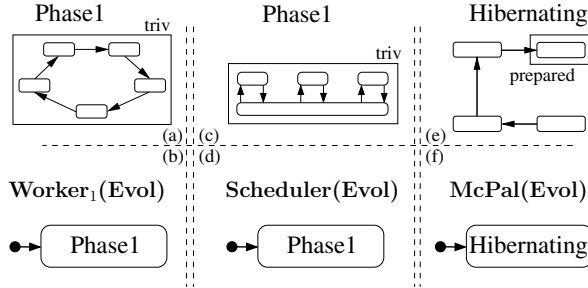 Phase1
triv
(a)
Phase1
triv
(c)
Hibernating
prepared
(e)
(b)
Worker₁(Evol)
Phase1
(d)
Scheduler(Evol)
Phase1
(f)
McPal(Evol)
Hibernating